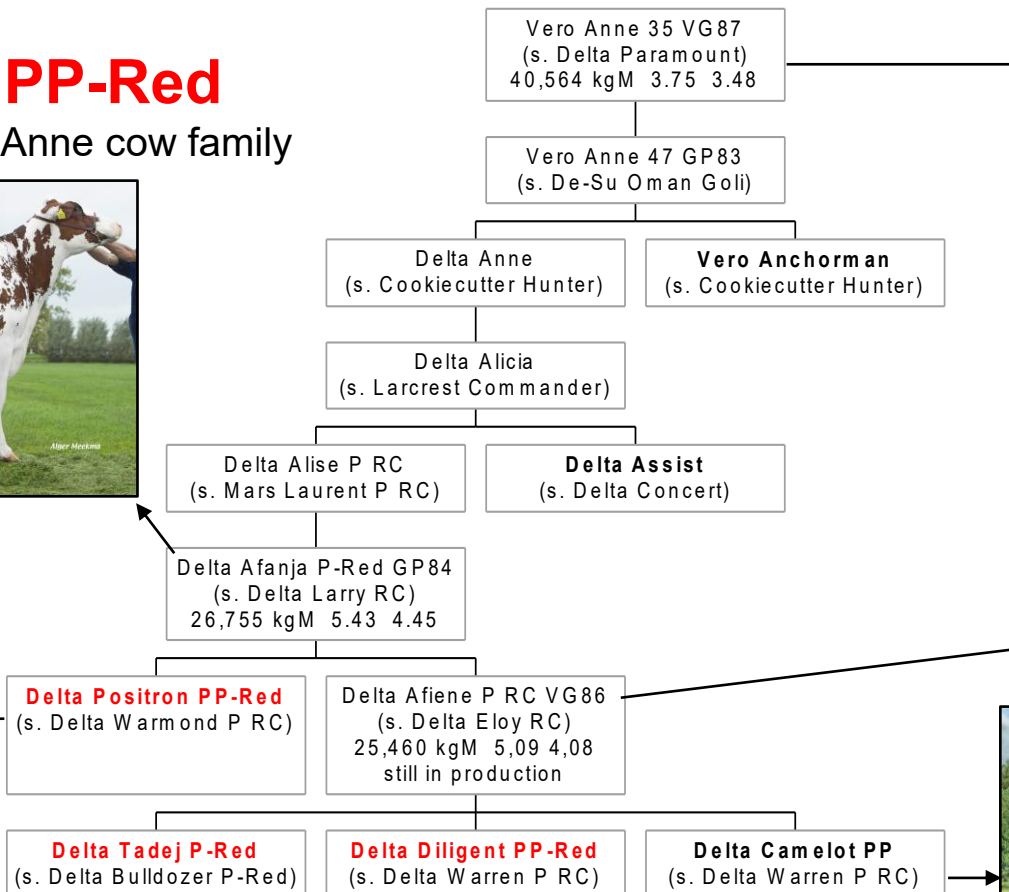 PP-Red
Anne cow family
Vero Anne 35 VG87
(s. Delta Paramount)
40,564 kgM 3.75 3.48
Vero Anne 47 GP83
(s. De-Su Oman Goli)
Delta Anne
(s. Cookiecutter Hunter)
Vero Anchorman
(s. Cookiecutter Hunter)
Delta Alicia
(s. Larcrest Commander)
Delta Alise P RC
(s. Mars Laurent P RC)
Delta Assist
(s. Delta Concert)
Alger Meekma
Delta Afanja P-Red GP84
(s. Delta Larry RC)
26,755 kgM 5.43 4.45
Delta Positron PP-Red
(s. Delta Warmond P RC)
Delta Afiene P RC VG86
(s. Delta Eloy RC)
25,460 kgM 5,09 4,08
still in production
Delta Tadej P-Red
(s. Delta Bulldozer P-Red)
Delta Diligent PP-Red
(s. Delta Warren P RC)
Delta Camelot PP
(s. Delta Warren P RC)